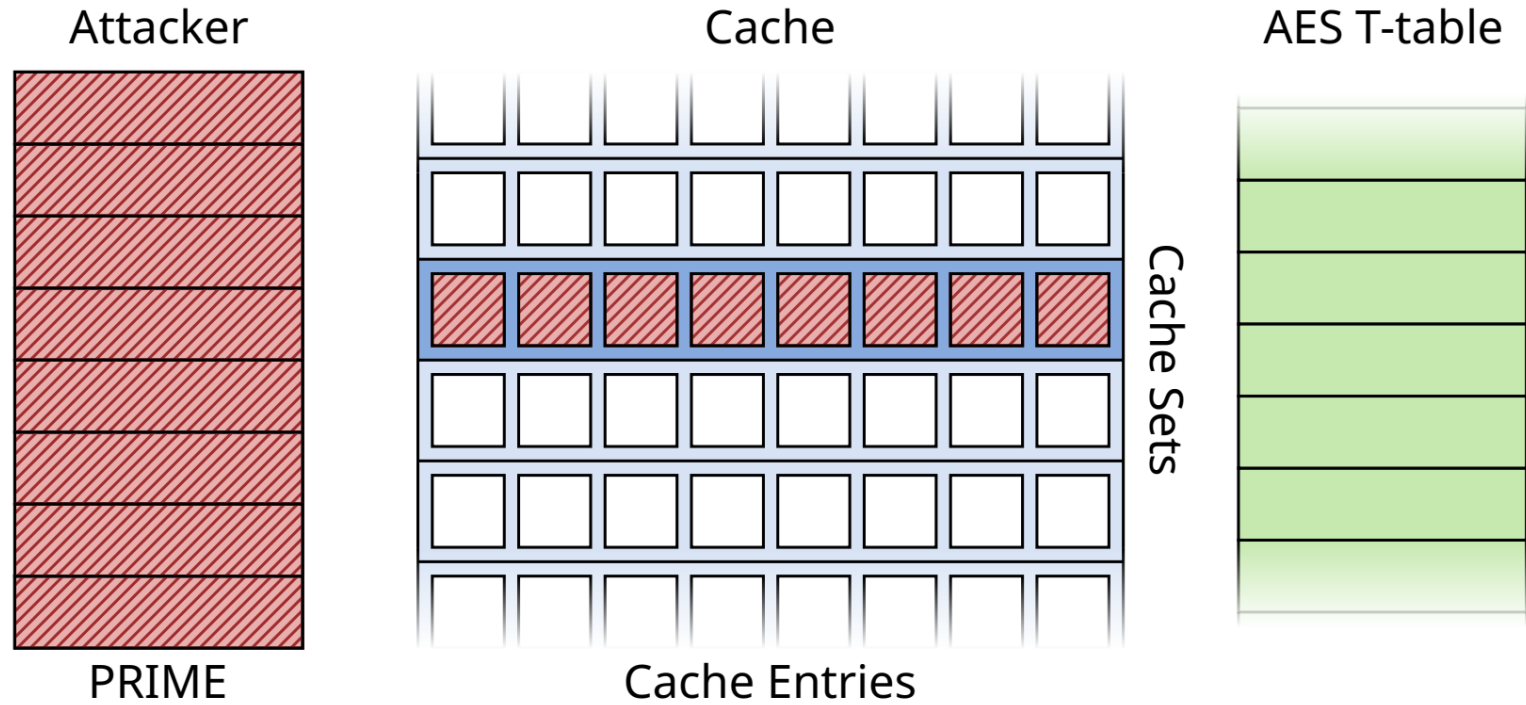 Attacker
Cache
AES T-table
Cache Sets
PRIME
Cache Entries